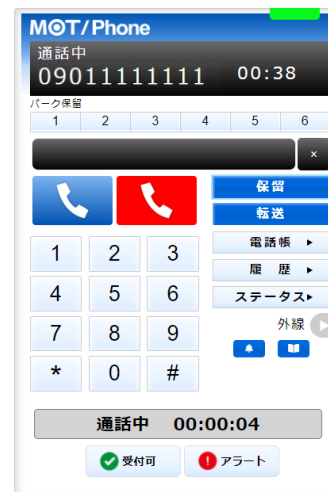 MOT/Phone
通話中
09011111111 00:38
パーク保留
1 2 3 4 5 6
×
保留
転送
電話帳 ▶
履 歴 ▶
ステータス▶
外線
1 2 3
4 5 6
7 8 9
* 0 #
通話中 00:00:04
受付可 アラート